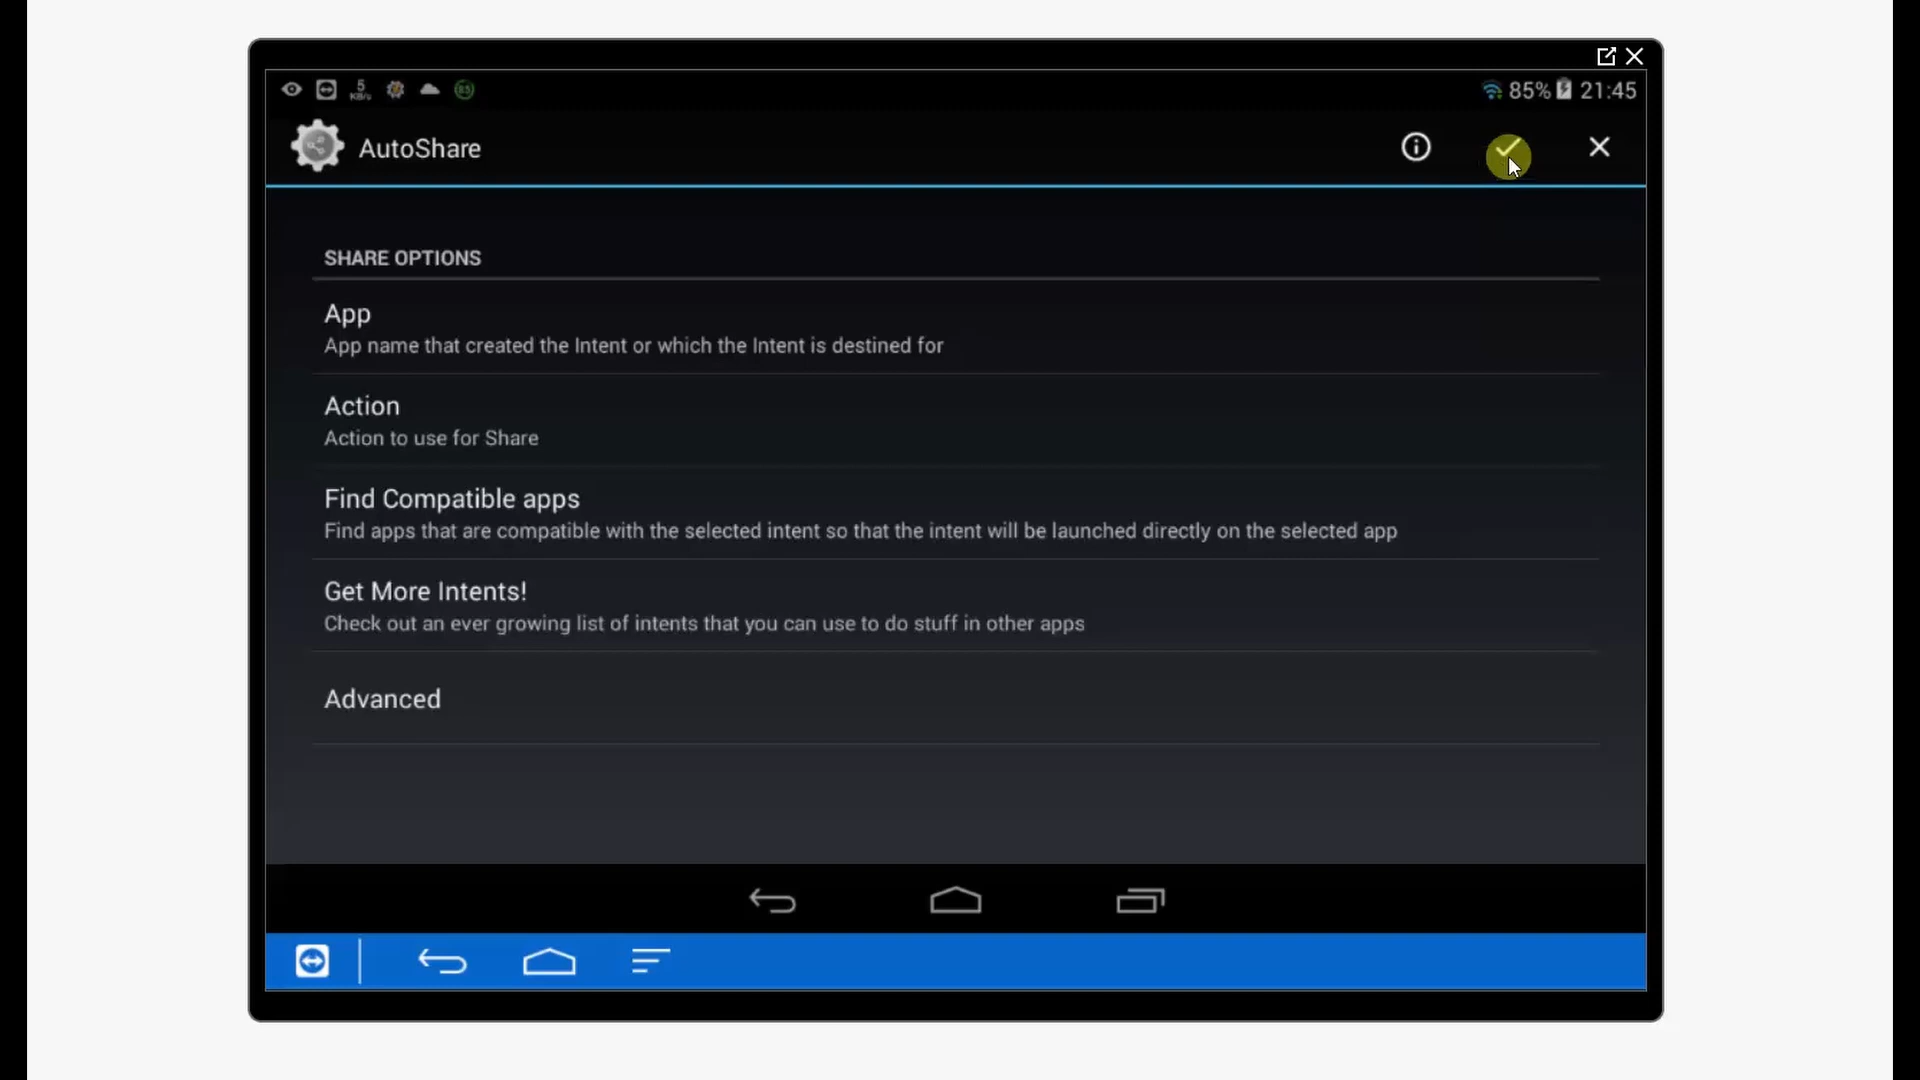 5
KB/s
85
85%
21:45
AutoShare
SHARE OPTIONS
App
App name that created the Intent or which the Intent is destined for
Action
Action to use for Share
Find Compatible apps
Find apps that are compatible with the selected intent so that the intent will be launched directly on the selected app
Get More Intents!
Check out an ever growing list of intents that you can use to do stuff in other apps
Advanced